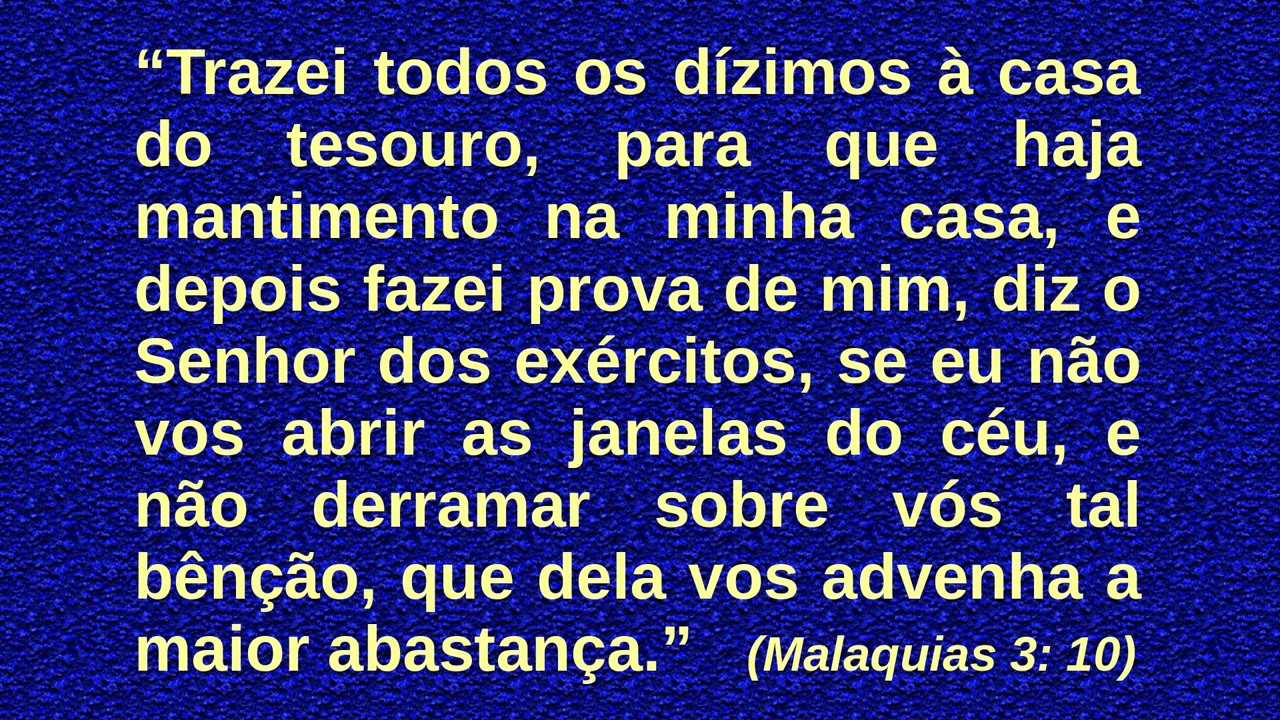 “Trazei todos os dízimos à casa
do tesouro, para que haja
mantimento na minha casa, e
depois fazei prova de mim, diz o
Senhor dos exércitos, se eu não
vos abrir as janelas do céu, e
não derramar sobre vós tal
bênção, que dela vos advenha a
maior abastança.” (Malaquias 3: 10)